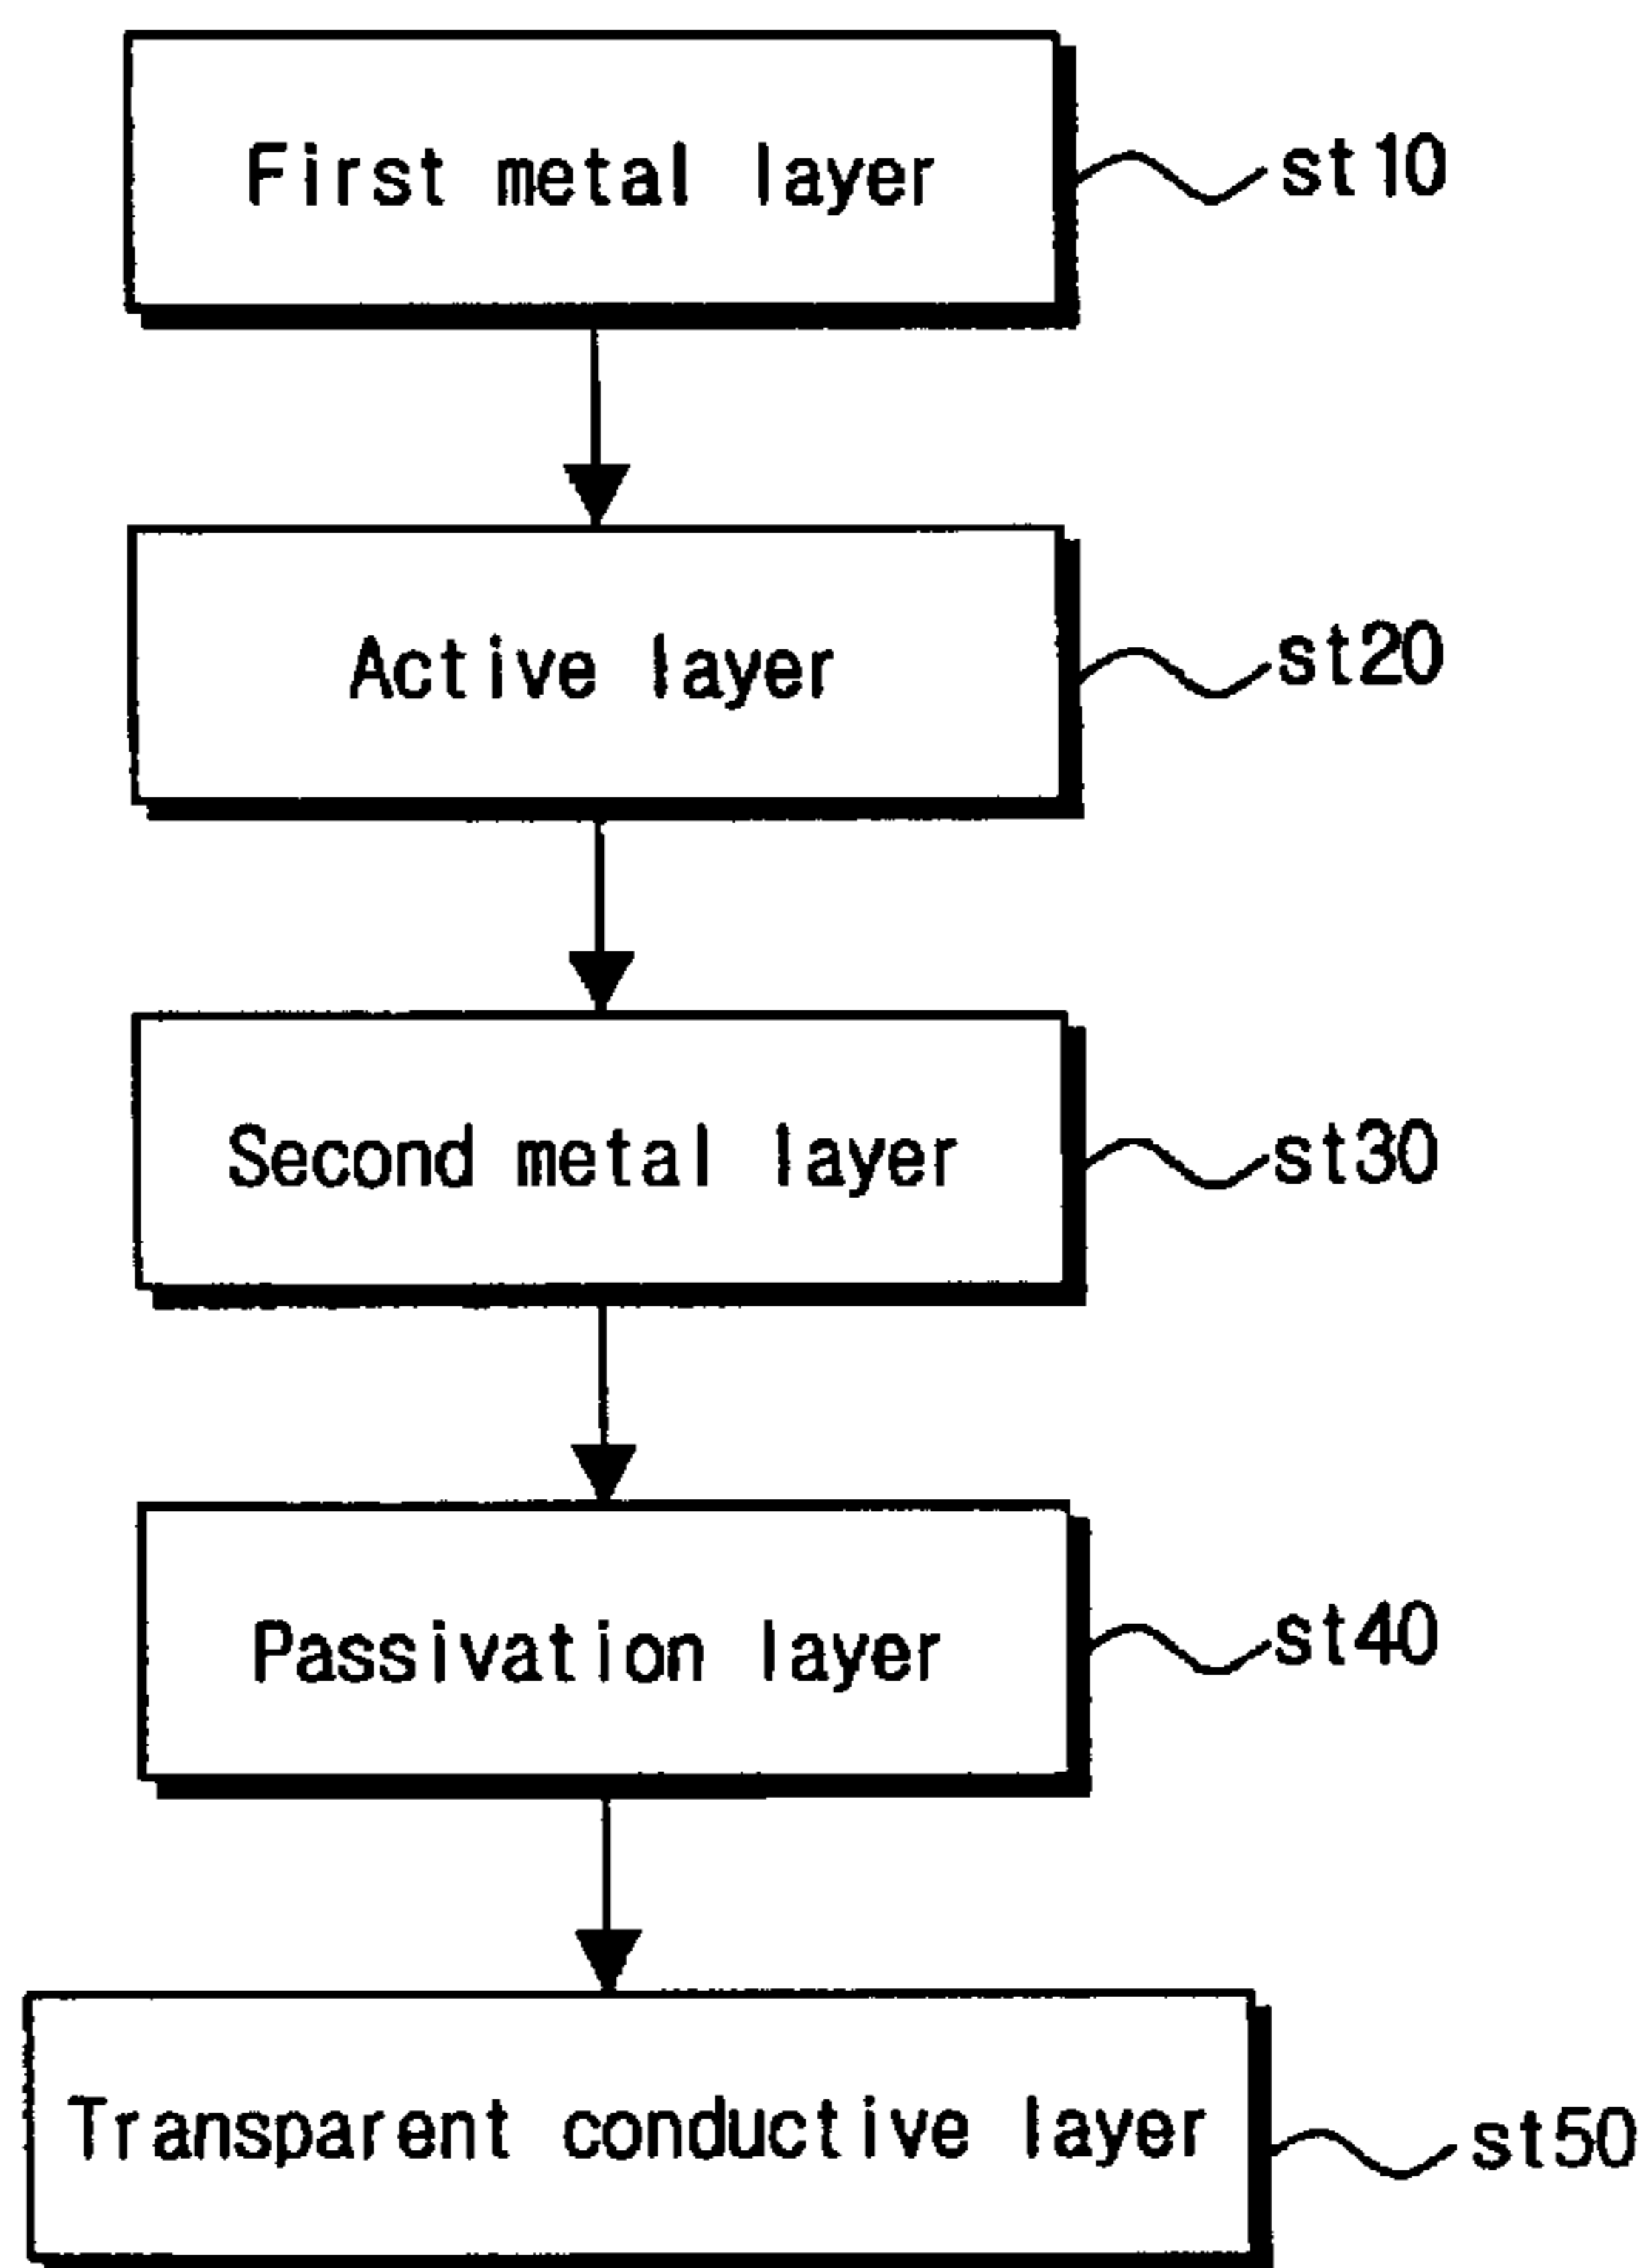 First metal layer
st10
Active layer
st20
Second metal layer
st30
Passivation layer
st40
Transparent conductive layer
st50